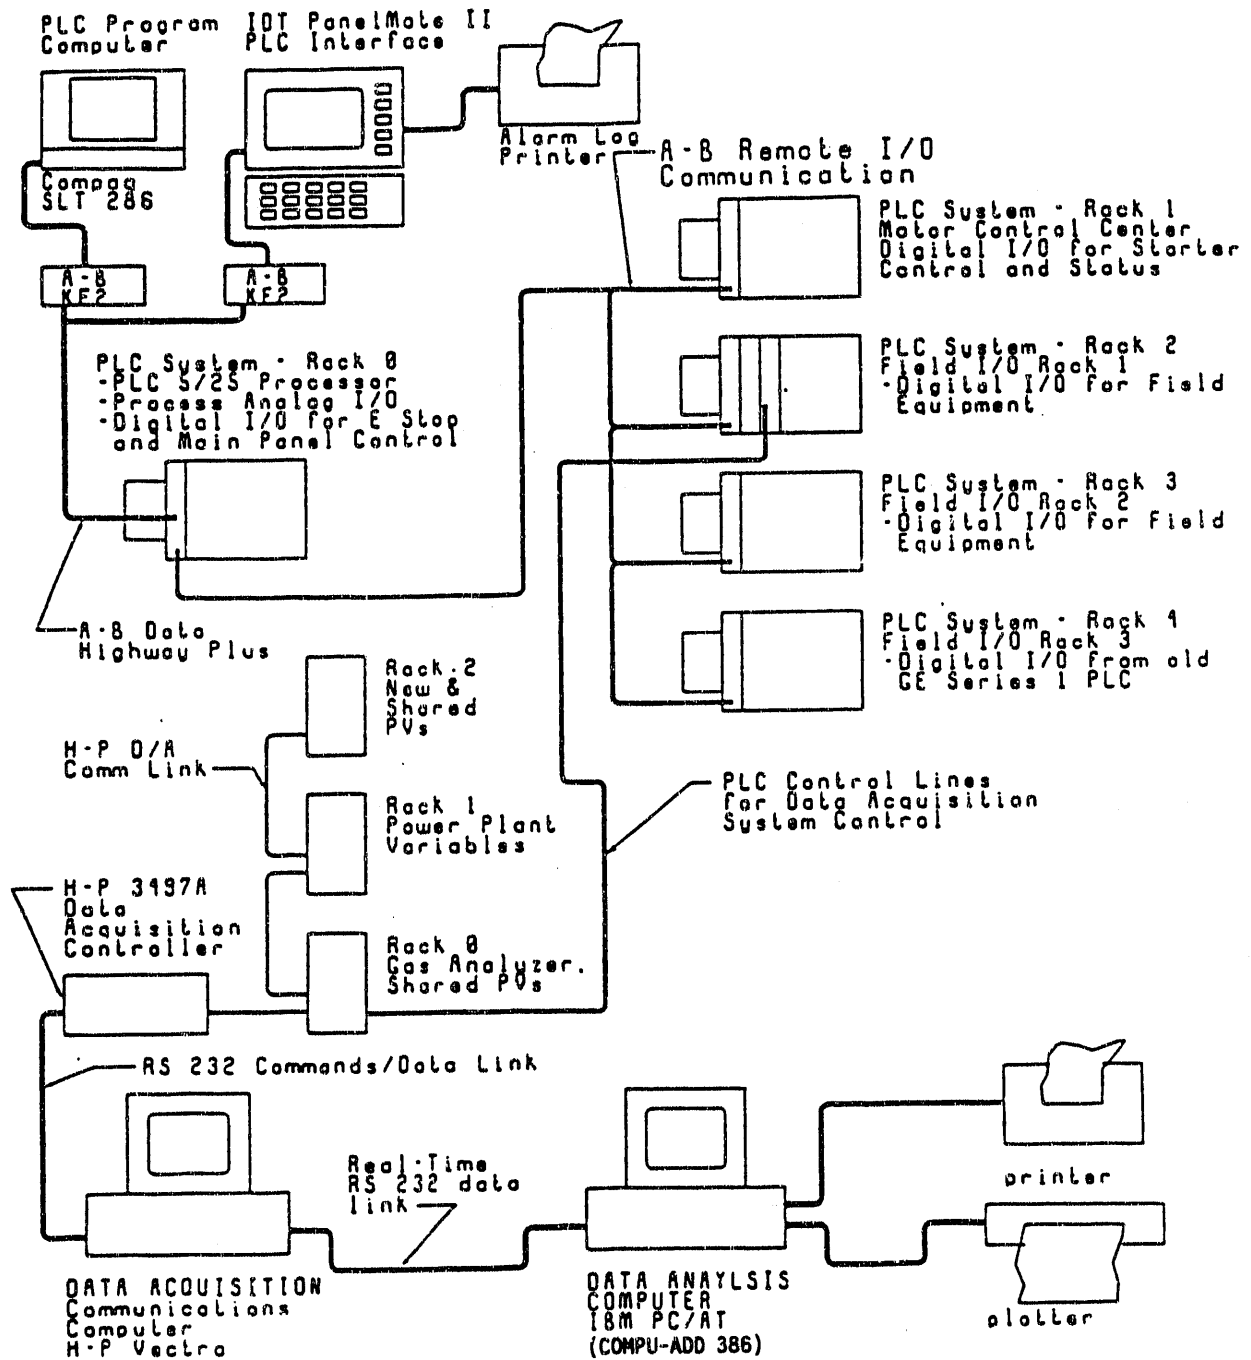 PLC Program
Computer
IDT PanelMate II
PLC Interface
Alarm Log
Printer
A-B Remote I/O
Communication
Compaq
SLT 286
PLC System - Rack 1
Motor Control Center
Digital I/O for Starter
Control and Status
A-B
KF2
A-B
KF2
PLC System - Rack 0
-PLC 5/25 Processor
-Process Analog I/O
-Digital I/O for E Stop
and Main Panel Control
PLC System - Rack 2
Field I/O Rack 1
-Digital I/O for Field
Equipment
PLC System - Rack 3
Field I/O Rack 2
-Digital I/O for Field
Equipment
A-B Data
Highway Plus
PLC System - Rack 4
Field I/O Rack 3
-Digital I/O from old
GE Series 1 PLC
Rack 2
New &
Shared
PVs
H-P D/A
Comm Link
PLC Control Lines
for Data Acquisition
System Control
Rack 1
Power Plant
Variables
H-P 3497A
Data
Acquisition
Controller
Rack 0
Gas Analyzer,
Shared PVs
RS 232 Commands/Data Link
Real-Time
RS 232 data
link
printer
DATA ACQUISITION
Communications
Computer
H-P Vectra
DATA ANAYLSIS
COMPUTER
IBM PC/AT
(COMPU-ADD 386)
plotter